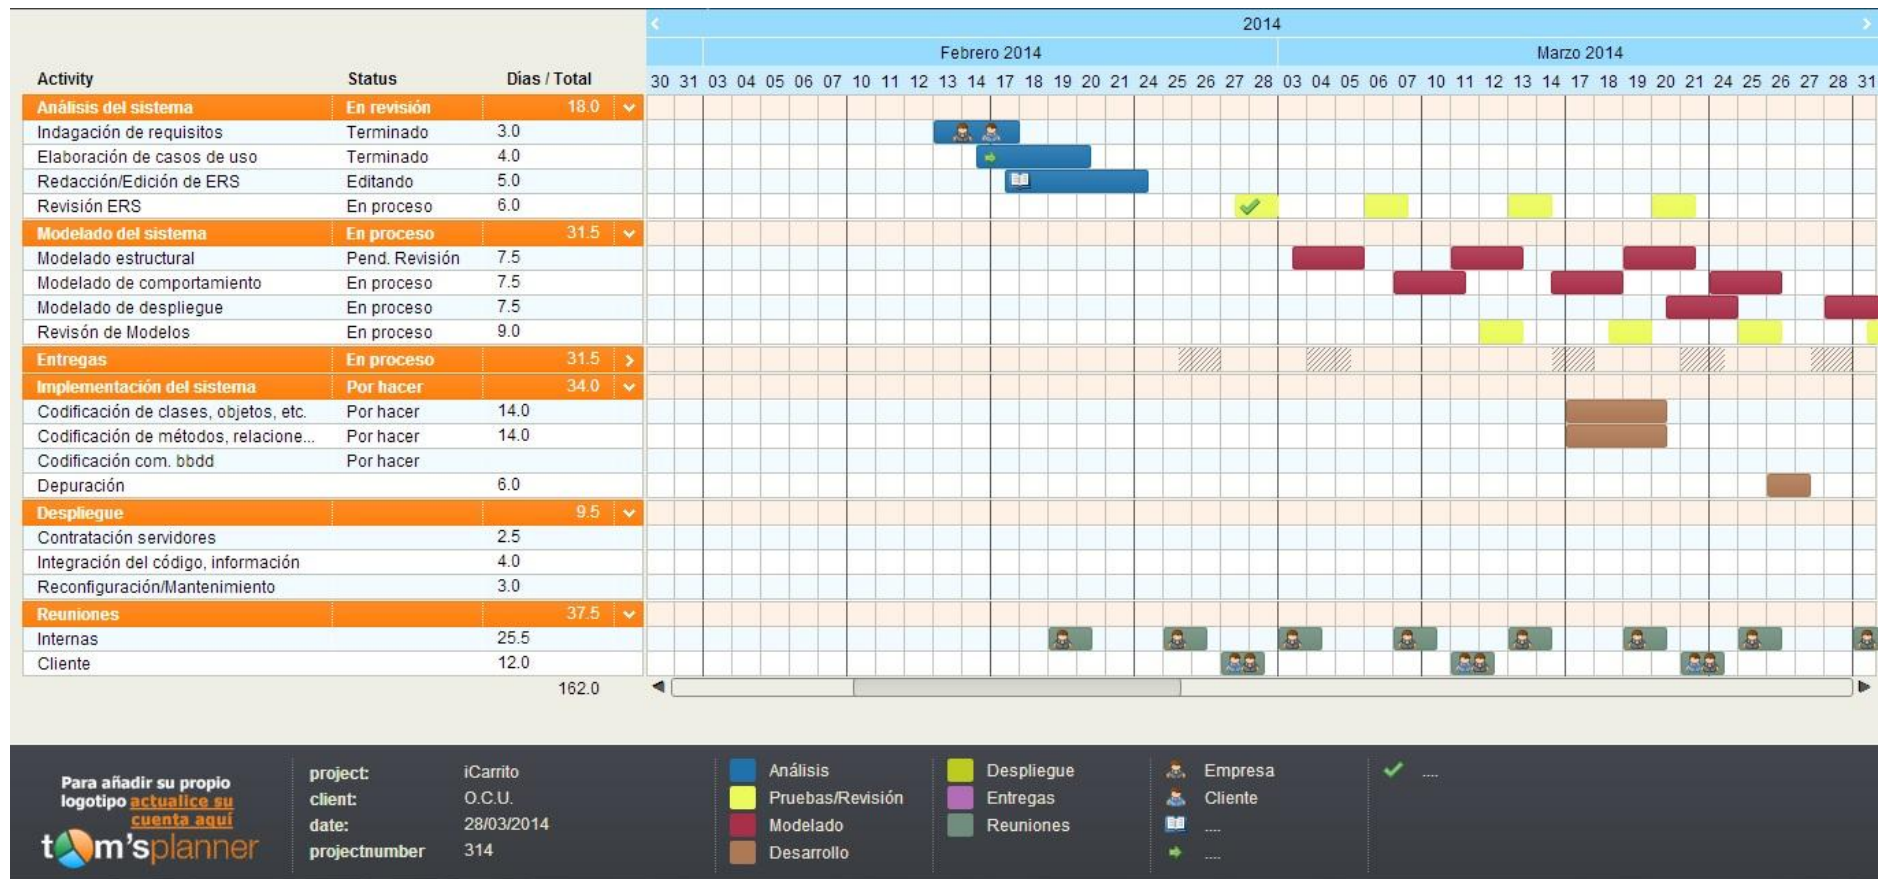 2014
Febrero 2014 Marzo 2014
Activity Status Días / Total 30 31 03 04 05 06 07 10 11 12 13 14 17 18 19 20 21 24 25 26 27 28 03 04 05 06 07 10 11 12 13 14 17 18 19 20 21 24 25 26 27 28 31
Análisis del sistema En revisión 18.0
Indagación de requisitos Terminado 3.0
Elaboración de casos de uso Terminado 4.0
Redacción/Edición de ERS Editando 5.0
Revisión ERS En proceso 6.0
Modelado del sistema En proceso 31.5
Modelado estructural Pend. Revisión 7.5
Modelado de comportamiento En proceso 7.5
Modelado de despliegue En proceso 7.5
Revisón de Modelos En proceso 9.0
Entregas En proceso 31.5
Implementación del sistema Por hacer 34.0
Codificación de clases, objetos, etc. Por hacer 14.0
Codificación de métodos, relacione... Por hacer 14.0
Codificación com. bbdd Por hacer
Depuración 6.0
Despliegue 9.5
Contratación servidores 2.5
Integración del código, información 4.0
Reconfiguración/Mantenimiento 3.0
Reuniones 37.5
Internas 25.5
Cliente 12.0
162.0
Para añadir su propio
logotipo actualice su
cuenta aquí
tom'splanner
project: iCarrito
client: O.C.U.
date: 28/03/2014
projectnumber 314
Análisis
Pruebas/Revisión
Modelado
Desarrollo
Despliegue
Entregas
Reuniones
Empresa
Cliente
....
....
....